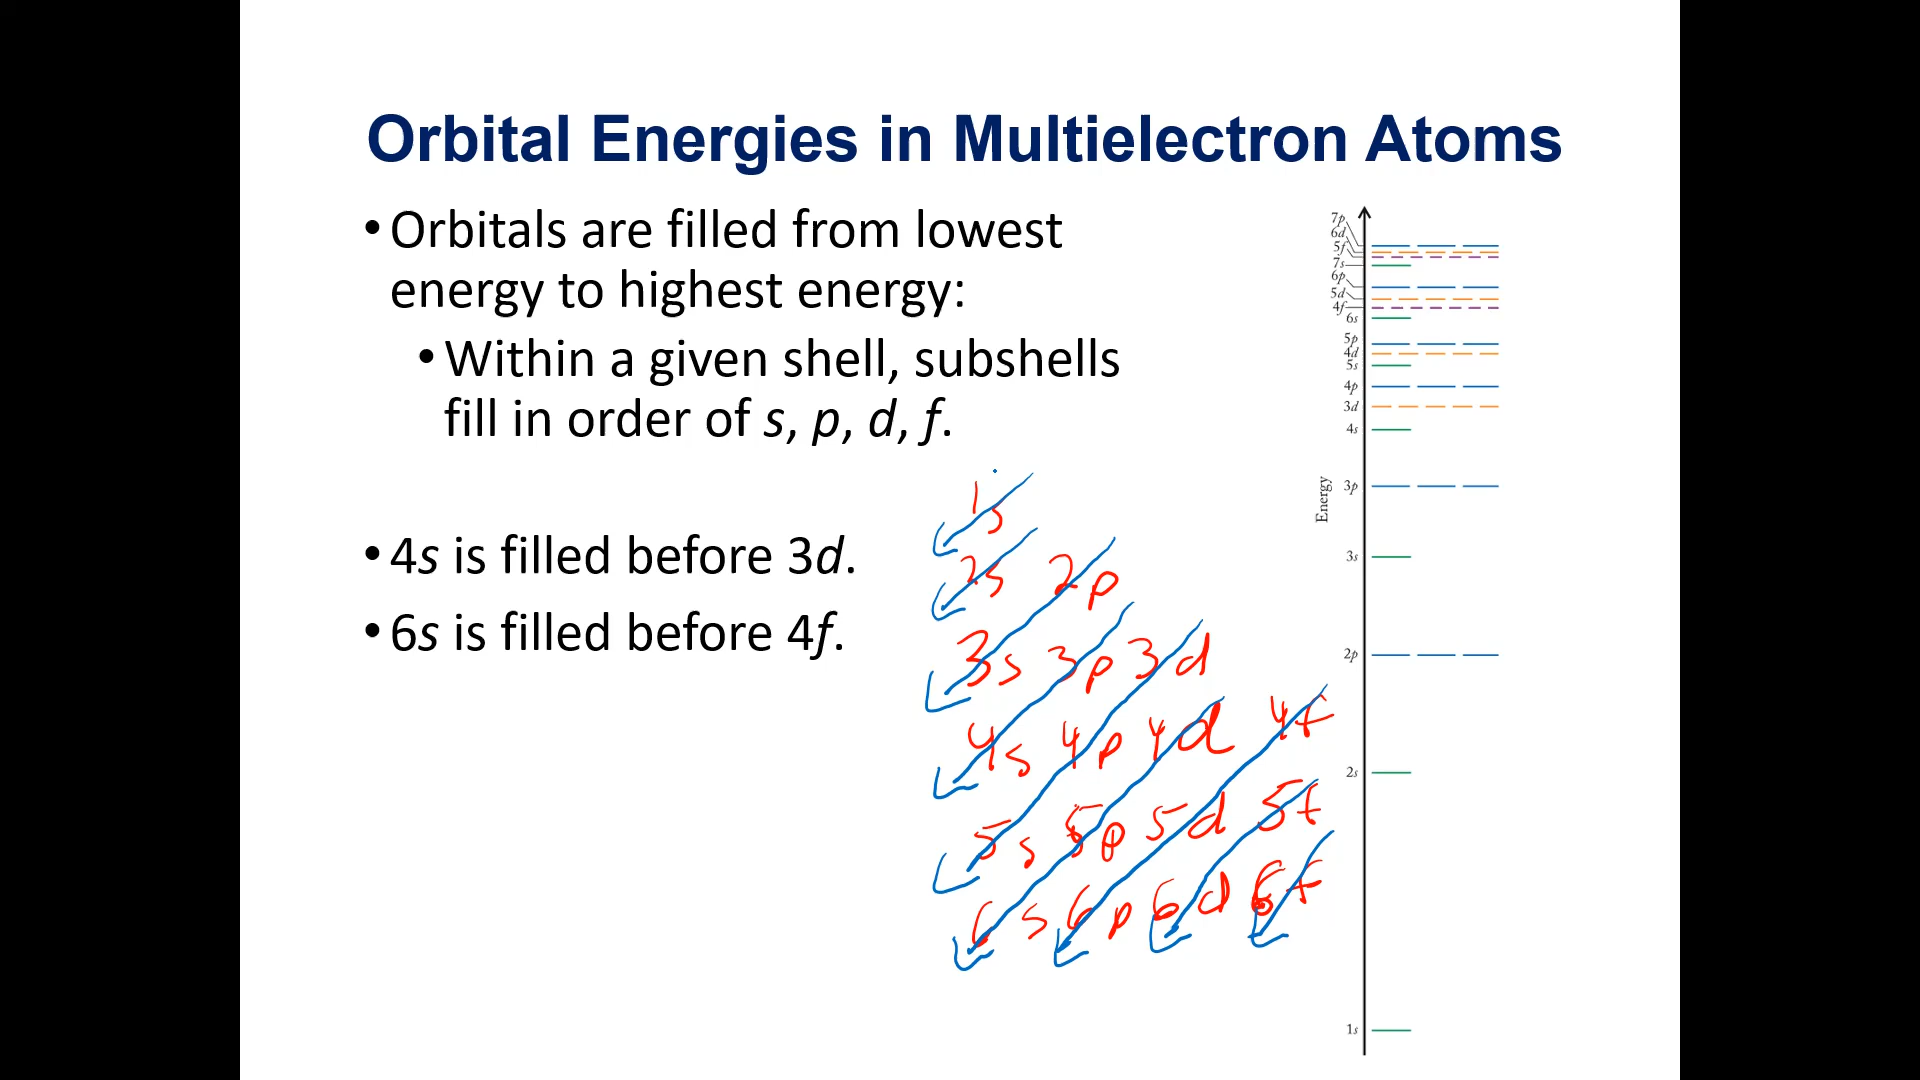 Orbital Energies in Multielectron Atoms
• Orbitals are filled from lowest
energy to highest energy:
• Within a given shell, subshells
fill in order of s, p, d, f.
• 4s is filled before 3d.
• 6s is filled before 4f.
1s
2s 2p
3s 3p 3d
4s 4p 4d 4f
5s 5p 5d 5f
6s 6p 6d 6f
7p
6d
5f
7s
6p
5d
4f
6s
5p
4d
5s
4p
3d
4s
Energy
3p
3s
2p
2s
1s